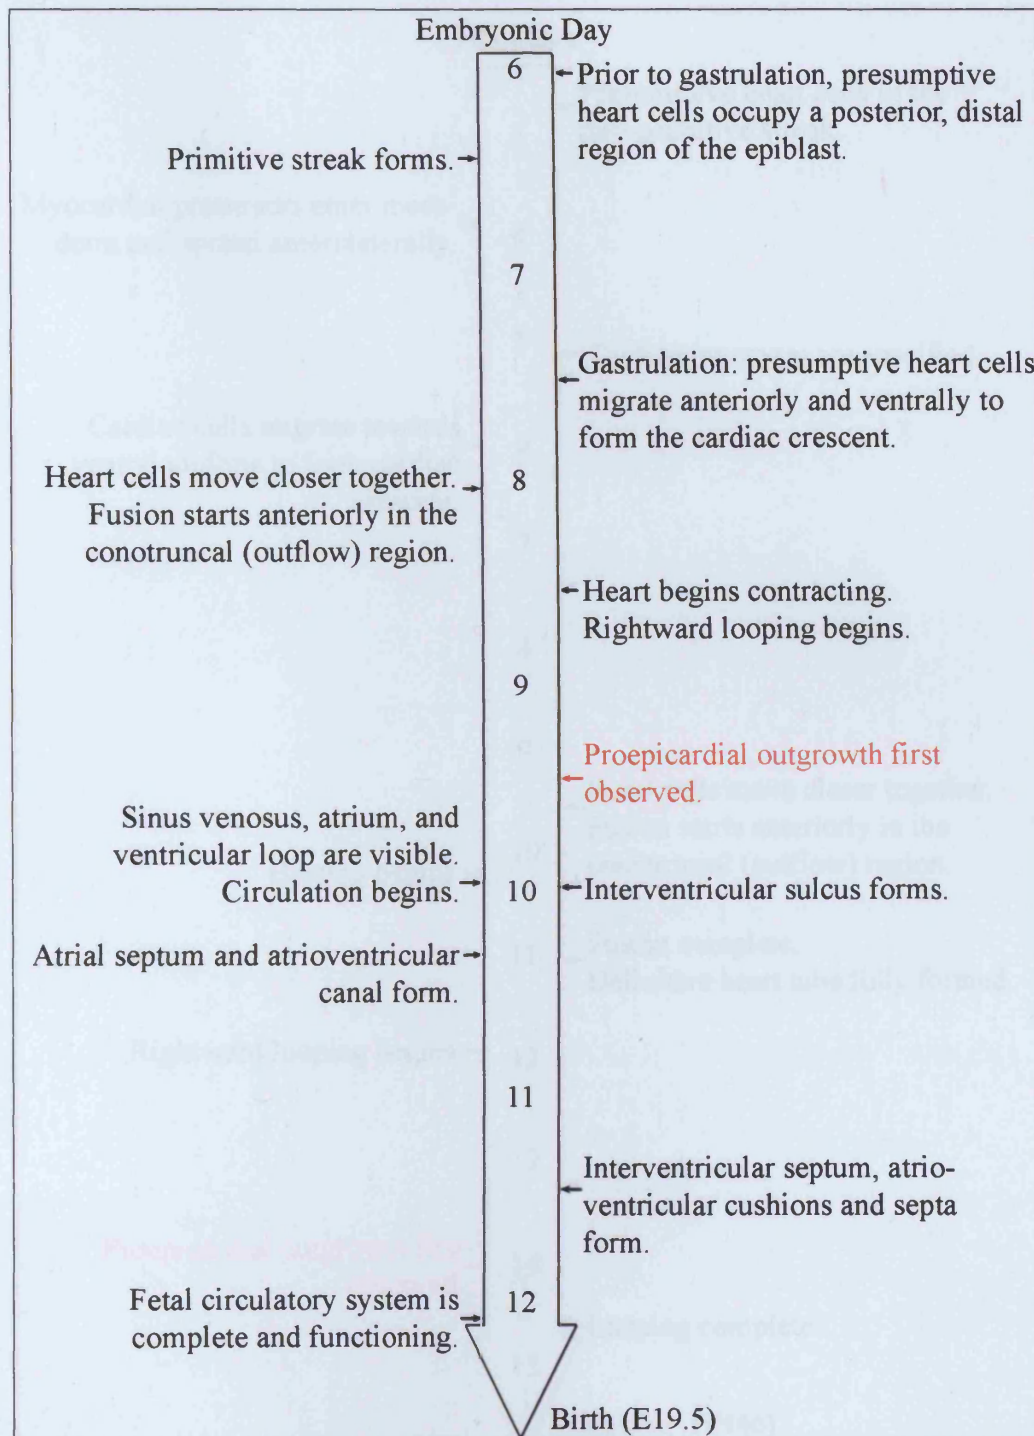 Embryonic Day
6
Prior to gastrulation, presumptive
heart cells occupy a posterior, distal
region of the epiblast.
Primitive streak forms.
7
Gastrulation: presumptive heart cells
migrate anteriorly and ventrally to
form the cardiac crescent.
Heart cells move closer together.
Fusion starts anteriorly in the
conotruncal (outflow) region.
8
Heart begins contracting.
Rightward looping begins.
9
Proepicardial outgrowth first
observed.
Sinus venosus, atrium, and
ventricular loop are visible.
Circulation begins.
10
Interventricular sulcus forms.
Atrial septum and atrioventricular
canal form.
11
Interventricular septum, atrio-
ventricular cushions and septa
form.
12
Fetal circulatory system is
complete and functioning.
Birth (E19.5)